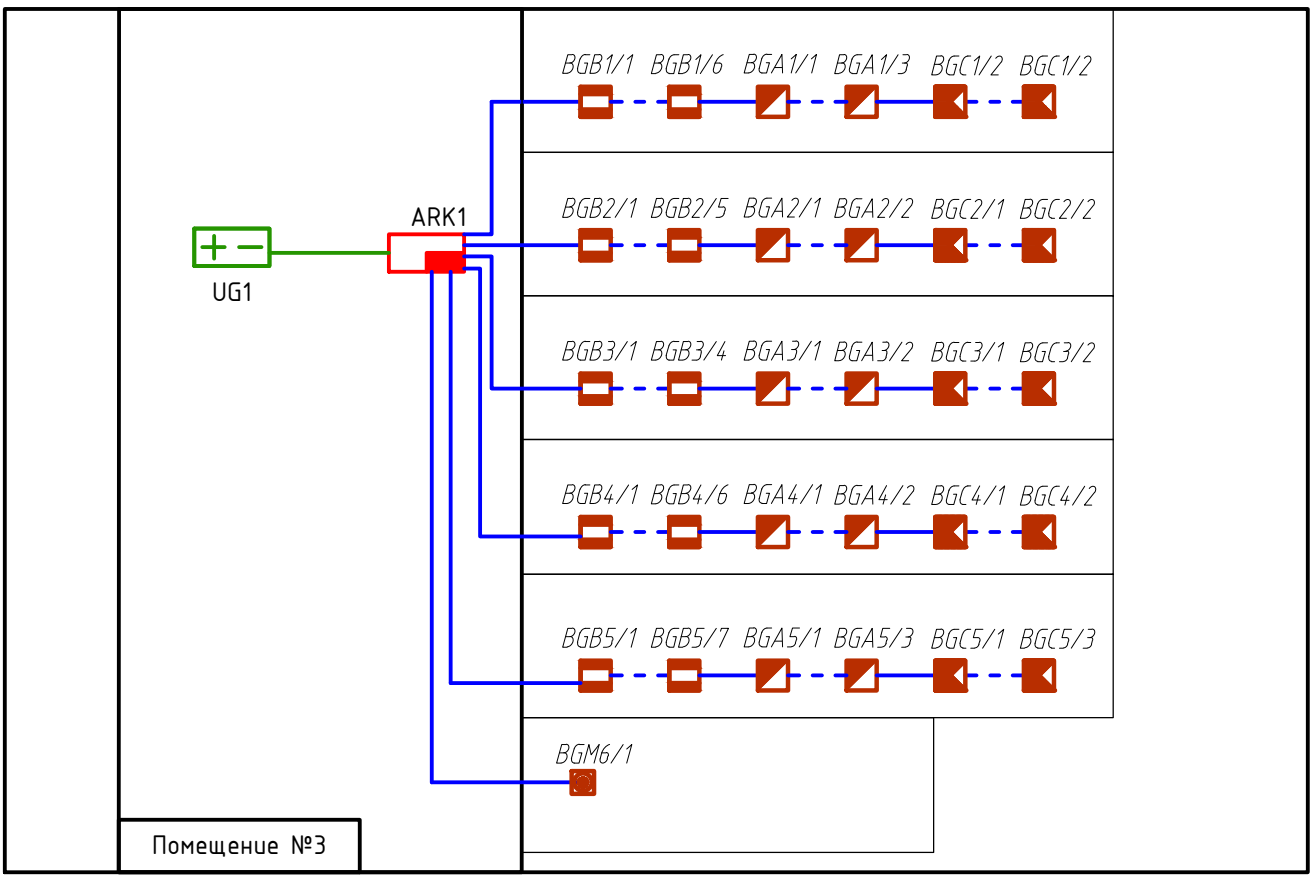 BGB1/1 BGB1/6 BGA1/1 BGA1/3 BGC1/2 BGC1/2
BGB2/1 BGB2/5 BGA2/1 BGA2/2 BGC2/1 BGC2/2
ARK1
UG1
BGB3/1 BGB3/4 BGA3/1 BGA3/2 BGC3/1 BGC3/2
BGB4/1 BGB4/6 BGA4/1 BGA4/2 BGC4/1 BGC4/2
BGB5/1 BGB5/7 BGA5/1 BGA5/3 BGC5/1 BGC5/3
BGM6/1
Помещение №3